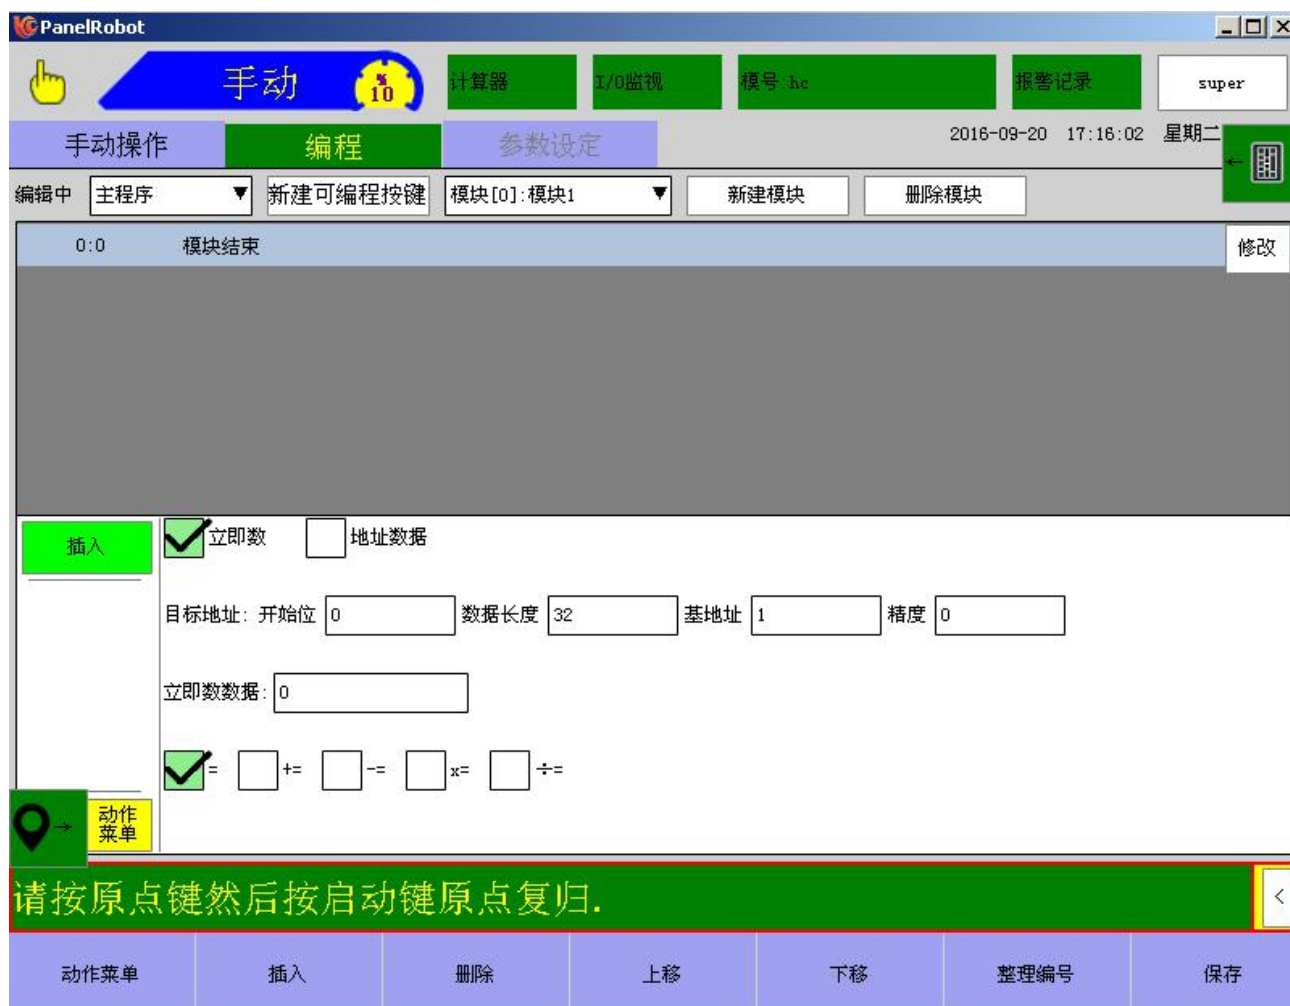 PanelRobot
手动 % 10 计算器 I/O监视 模号:hc 报警记录 super
手动操作 编程 参数设定 2016-09-20 17:16:02 星期二
编辑中 主程序 新建可编程按键 模块[0]:模块1 新建模块 删除模块
0:0 模块结束 修改
插入 立即数 地址数据
目标地址: 开始位 0 数据长度 32 基地址 1 精度 0
立即数数据: 0
= += -= x= ÷=
动作
菜单
请按原点键然后按启动键原点复归.
动作菜单 插入 删除 上移 下移 整理编号 保存